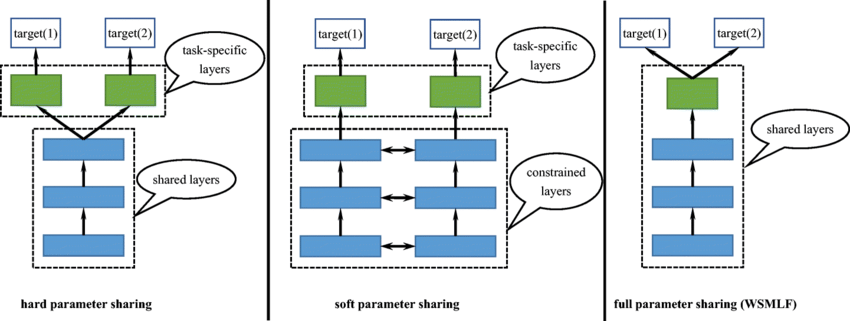 target(1)
target(2)
task-specific
layers
shared layers
hard parameter sharing
target(1)
target(2)
task-specific
layers
constrained
layers
soft parameter sharing
target(1)
target(2)
shared layers
full parameter sharing (WSMLF)